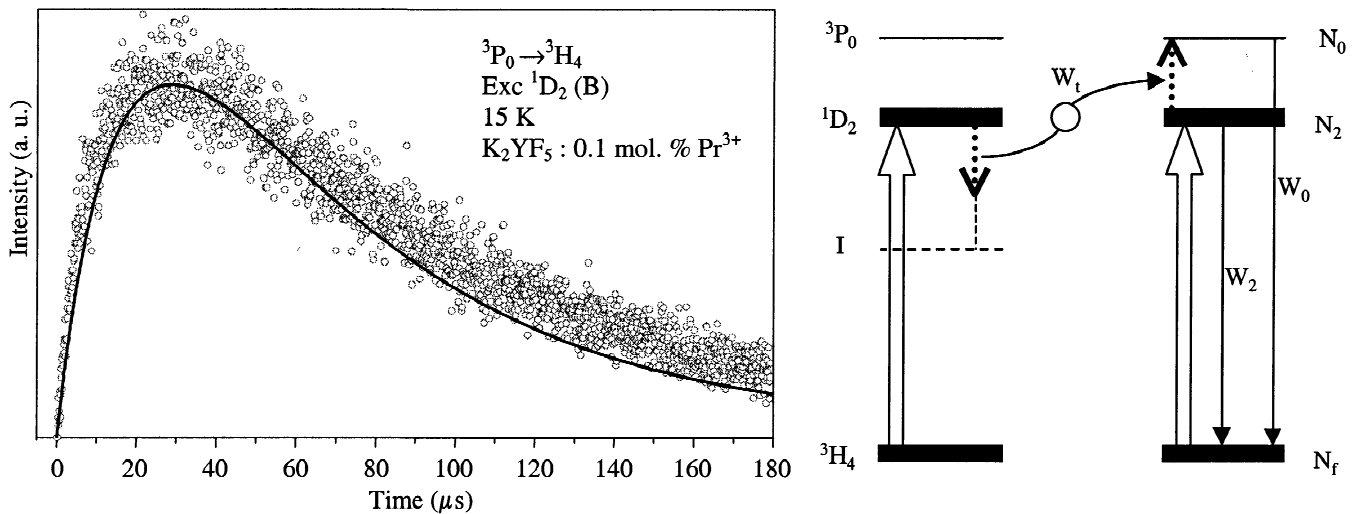 Intensity (a. u.)
³P₀→³H₄
Exc ¹D₂ (B)
15 K
K₂YF₅ : 0.1 mol. % Pr³⁺
0 20 40 60 80 100 120 140 160 180
Time (μs)
³P₀
N₀
Wₜ
¹D₂
N₂
W₀
I
W₂
³H₄
N_f